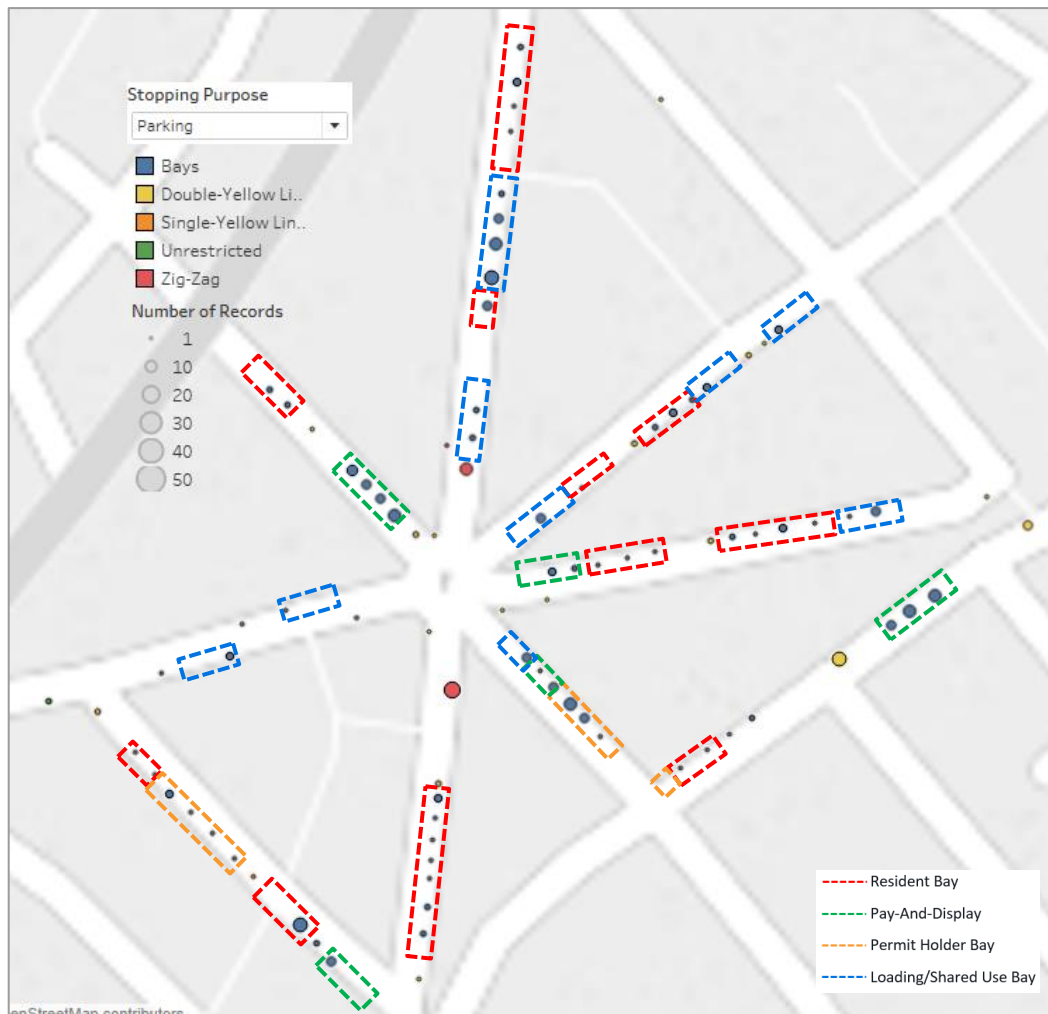 Stopping Purpose
Parking
Bays
Double-Yellow Li..
Single-Yellow Lin..
Unrestricted
Zig-Zag
Number of Records
1
10
20
30
40
50
Resident Bay
Pay-And-Display
Permit Holder Bay
Loading/Shared Use Bay
enStreetMap contributors